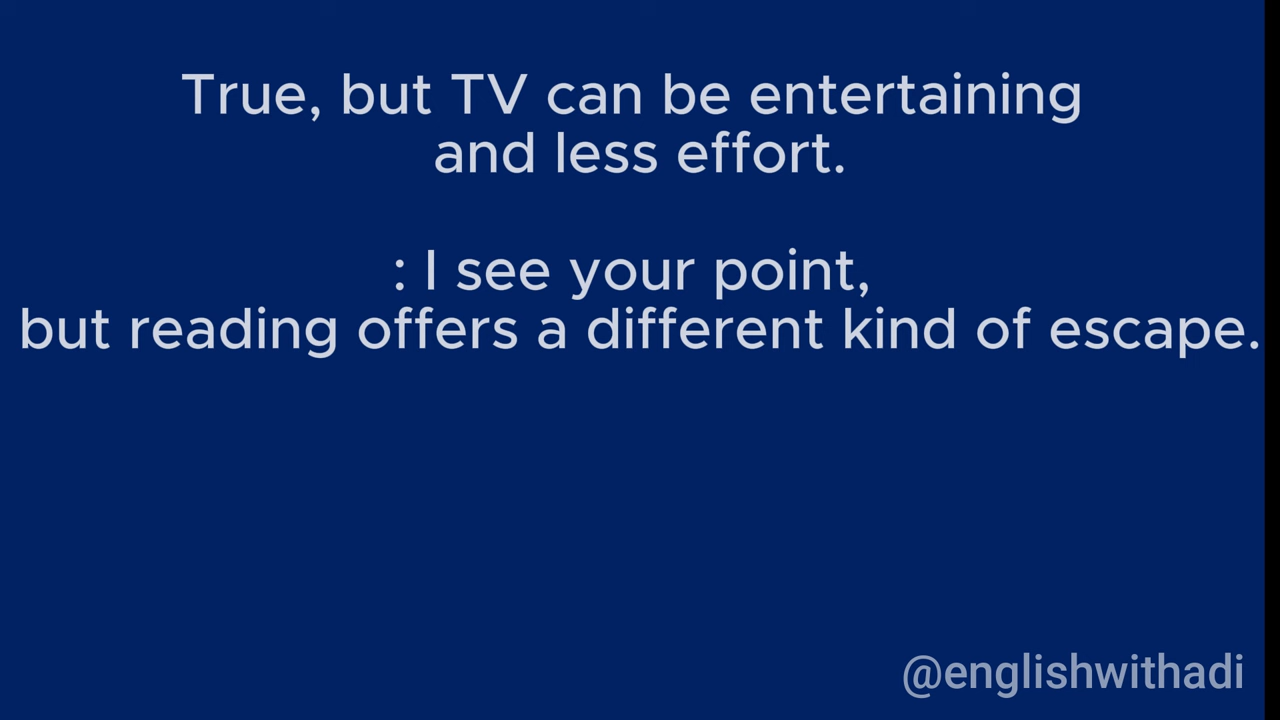 True, but TV can be entertaining
and less effort.
: I see your point,
but reading offers a different kind of escape.
@englishwithadi